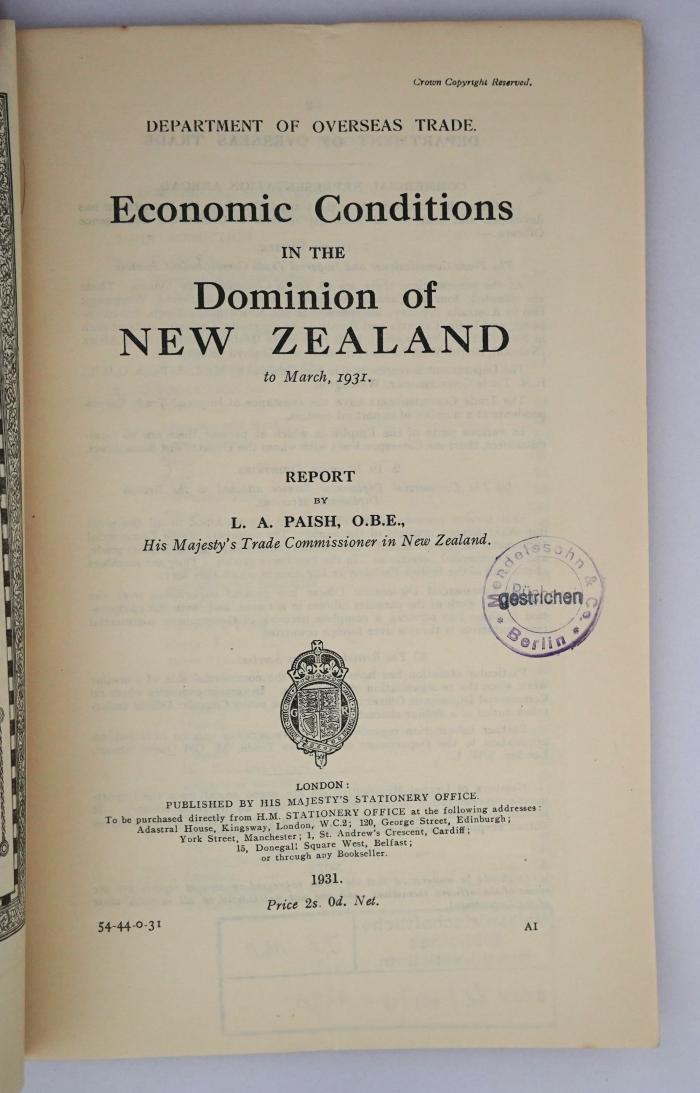 Crown Copyright Reserved.
DEPARTMENT OF OVERSEAS TRADE.
Economic Conditions
IN THE
Dominion of
NEW ZEALAND
to March, 1931.
REPORT
BY
L. A. PAISH, O.B.E.,
His Majesty's Trade Commissioner in New Zealand.
Mendelssohn & Co.
gestrichen
* Berlin *
LONDON:
PUBLISHED BY HIS MAJESTY'S STATIONERY OFFICE.
To be purchased directly from H.M. STATIONERY OFFICE at the following addresses:
Adastral House, Kingsway, London, W.C.2; 120, George Street, Edinburgh;
York Street, Manchester; 1, St. Andrew's Crescent, Cardiff;
15, Donegall Square West, Belfast;
or through any Bookseller.
1931.
Price 2s. 0d. Net.
54-44-0-31 AI